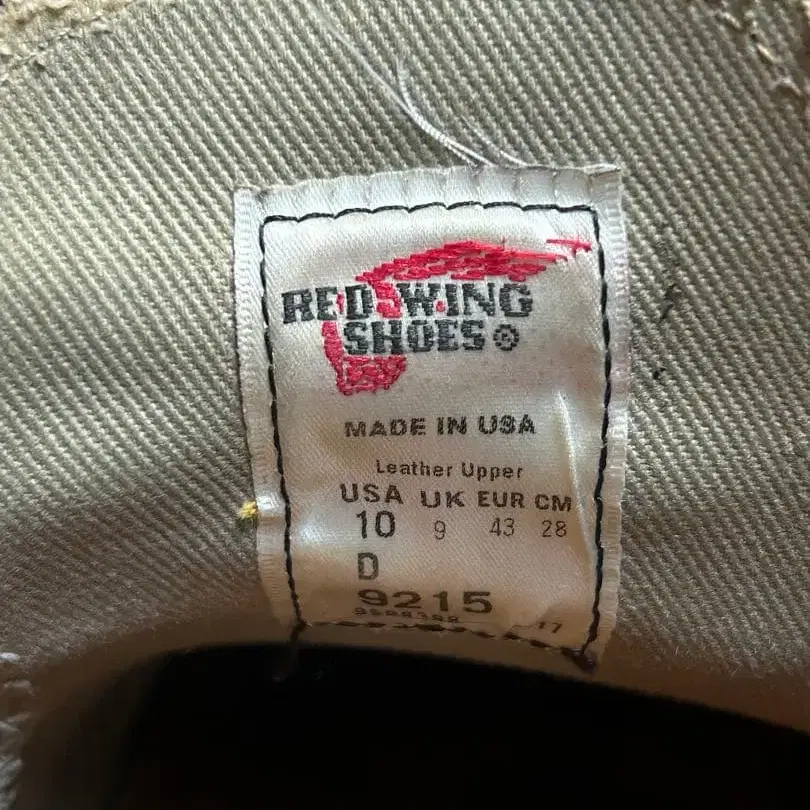 RED WING
SHOES ®
MADE IN USA
Leather Upper
USA UK EUR CM
10 9 43 28
D
9215